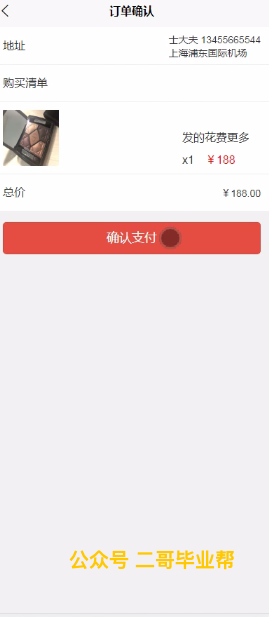 订单确认
地址
士大夫 13455665544
上海浦东国际机场
购买清单
发的花费更多
x1 ￥188
总价
￥188.00
确认支付
公众号 二哥毕业帮